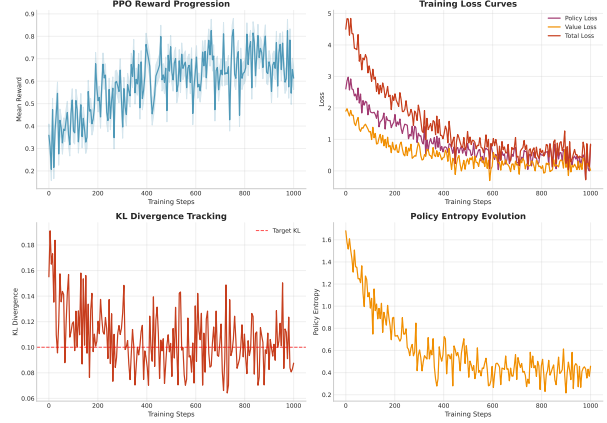 PPO Reward Progression
Mean Reward
0.9
0.8
0.7
0.6
0.5
0.4
0.3
0.2
0 200 400 600 800 1000
Training Steps
Training Loss Curves
Policy Loss
Value Loss
Total Loss
Loss
5
4
3
2
1
0
0 200 400 600 800 1000
Training Steps
KL Divergence Tracking
Target KL
KL Divergence
0.18
0.16
0.14
0.12
0.10
0.08
0.06
0 200 400 600 800 1000
Training Steps
Policy Entropy Evolution
Policy Entropy
1.6
1.4
1.2
1.0
0.8
0.6
0.4
0.2
0 200 400 600 800 1000
Training Steps